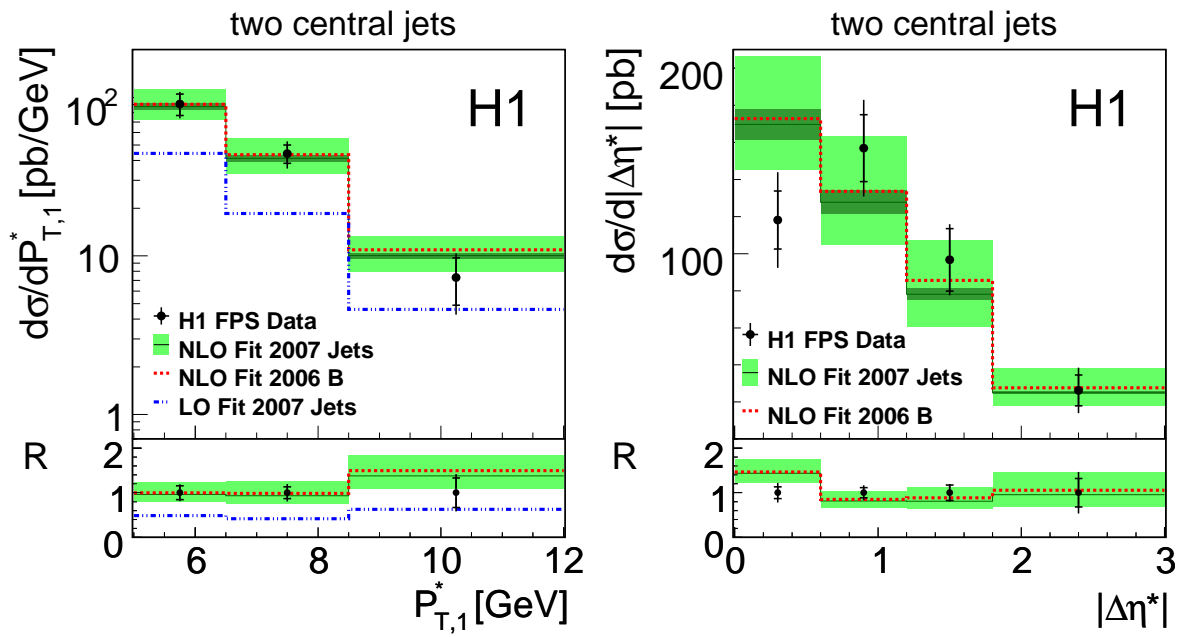 two central jets
dσ/dP*T,1 [pb/GeV]
10²
10
1
H1
H1 FPS Data
NLO Fit 2007 Jets
NLO Fit 2006 B
LO Fit 2007 Jets
R
2
1
0
6 8 10 12
P*T,1 [GeV]
two central jets
dσ/d|Δη*| [pb]
200
100
H1
H1 FPS Data
NLO Fit 2007 Jets
NLO Fit 2006 B
R
2
1
0
0 1 2 3
|Δη*|